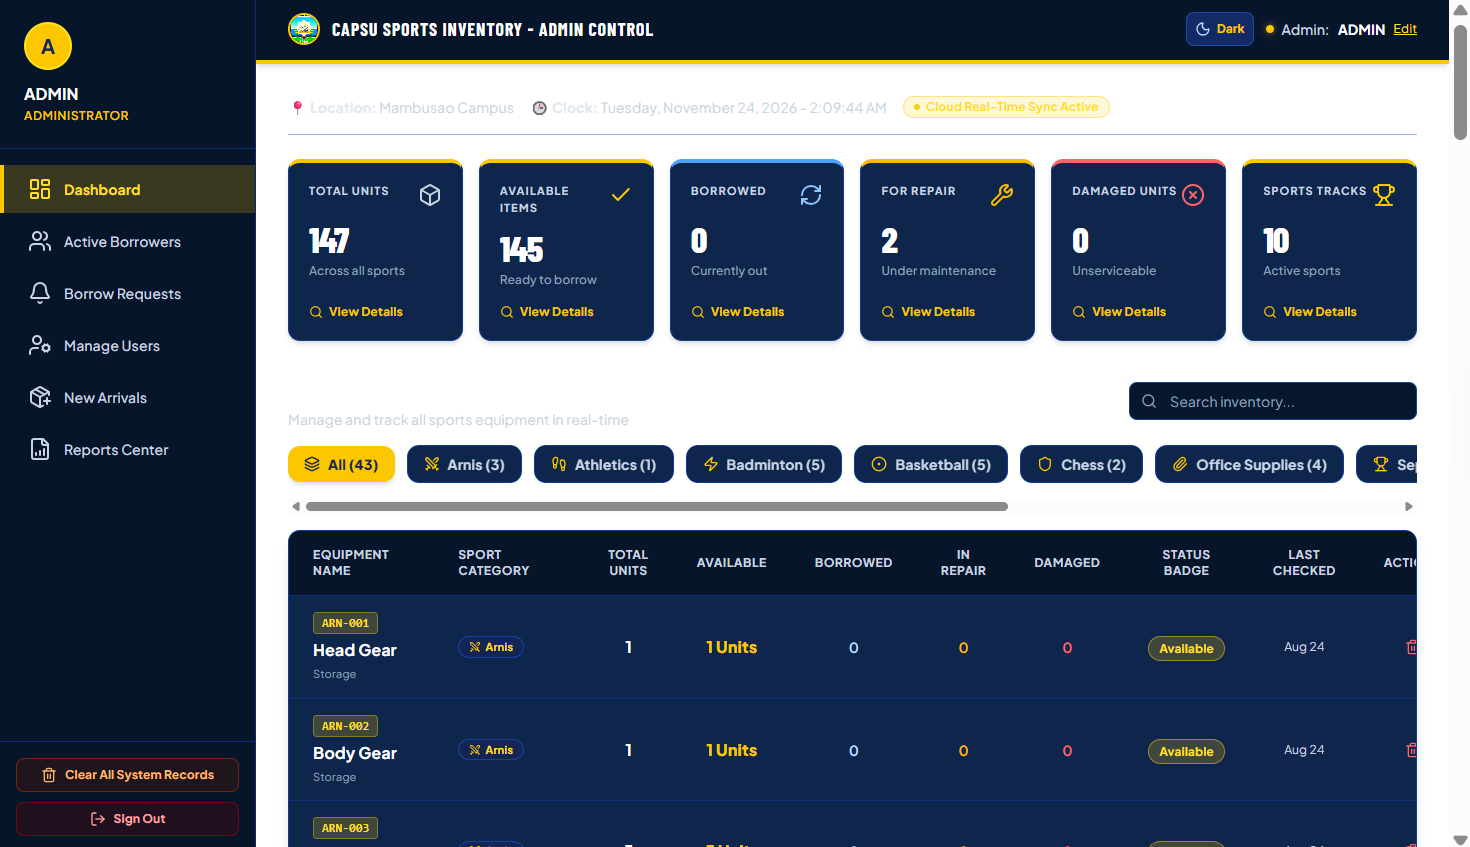 A
ADMIN
ADMINISTRATOR
Dashboard
Active Borrowers
Borrow Requests
Manage Users
New Arrivals
Reports Center
Clear All System Records
Sign Out
CAPSU SPORTS INVENTORY - ADMIN CONTROL
Dark
Admin: ADMIN Edit
Location: Mambusao Campus
Clock: Tuesday, November 24, 2026 - 2:09:44 AM
Cloud Real-Time Sync Active
TOTAL UNITS
147
Across all sports
View Details
AVAILABLE
ITEMS
145
Ready to borrow
View Details
BORROWED
0
Currently out
View Details
FOR REPAIR
2
Under maintenance
View Details
DAMAGED UNITS
0
Unserviceable
View Details
SPORTS TRACKS
10
Active sports
View Details
Manage and track all sports equipment in real-time
Search inventory...
All (43)
Arnis (3)
Athletics (1)
Badminton (5)
Basketball (5)
Chess (2)
Office Supplies (4)
EQUIPMENT
NAME
SPORT
CATEGORY
TOTAL
UNITS
AVAILABLE
BORROWED
IN
REPAIR
DAMAGED
STATUS
BADGE
LAST
CHECKED
ARN-001
Head Gear
Storage
Arnis
1
1 Units
0
0
0
Available
Aug 24
ARN-002
Body Gear
Storage
Arnis
1
1 Units
0
0
0
Available
Aug 24
ARN-003